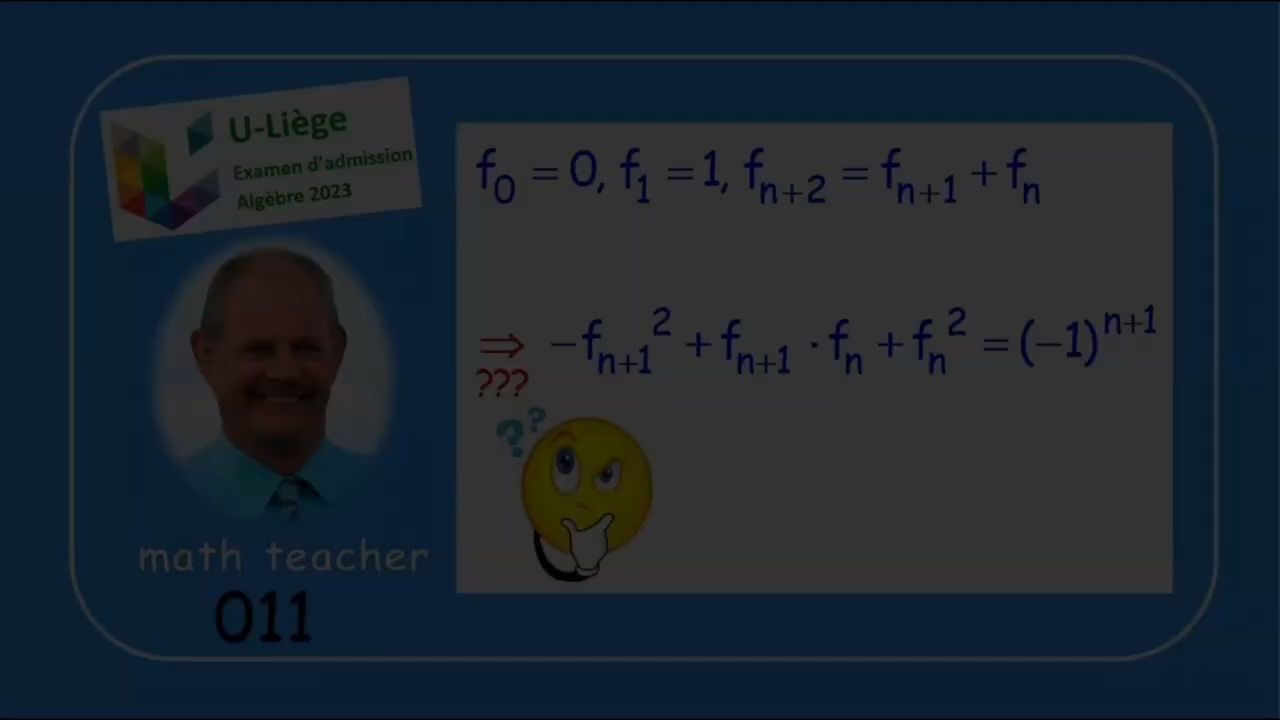 U-Liège
Examen d'admission
Algèbre 2023
f₀ = 0, f₁ = 1, fₙ₊₂ = fₙ₊₁ + fₙ
⇒ −fₙ₊₁² + fₙ₊₁ · fₙ + fₙ² = (−1)ⁿ⁺¹
???
? ?
math teacher
011